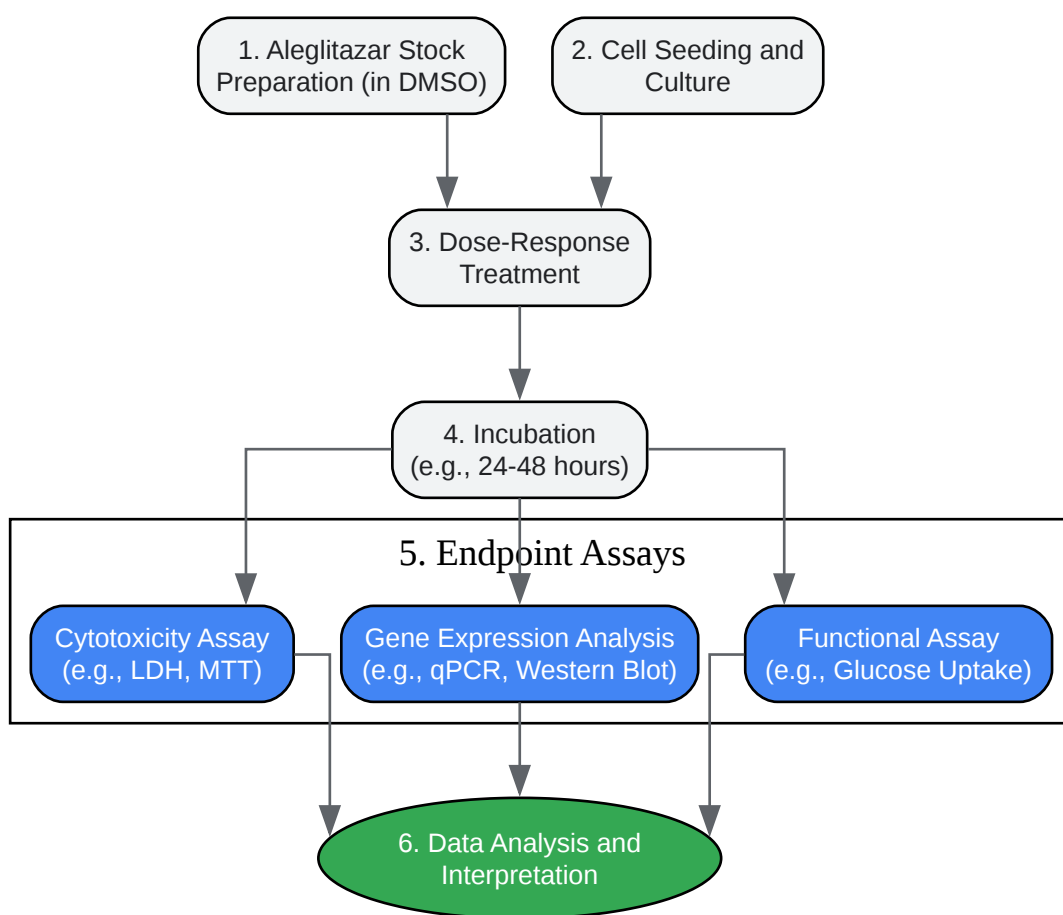 1. Aleglitazar Stock
Preparation (in DMSO)
2. Cell Seeding and
Culture
3. Dose-Response
Treatment
4. Incubation
(e.g., 24-48 hours)
5. Endpoint Assays
Cytotoxicity Assay
(e.g., LDH, MTT)
Gene Expression Analysis
(e.g., qPCR, Western Blot)
Functional Assay
(e.g., Glucose Uptake)
6. Data Analysis and
Interpretation